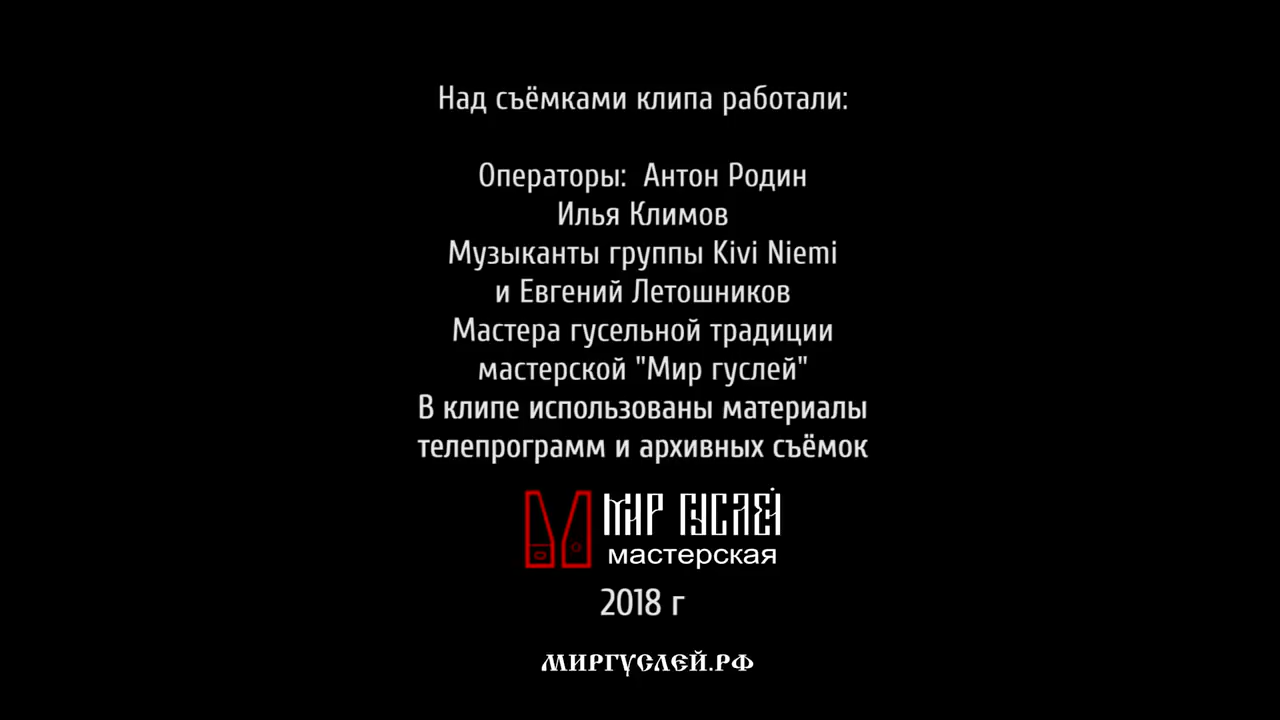 Над съёмками клипа работали:
Операторы: Антон Родин
Илья Климов
Музыканты группы Kivi Niemi
и Евгений Летошников
Мастера гусельной традиции
мастерской "Мир гуслей"
В клипе использованы материалы
телепрограмм и архивных съёмок
МИР ГУСЛЕЙ
мастерская
2018 г
МИРГУСЛЕЙ.РФ